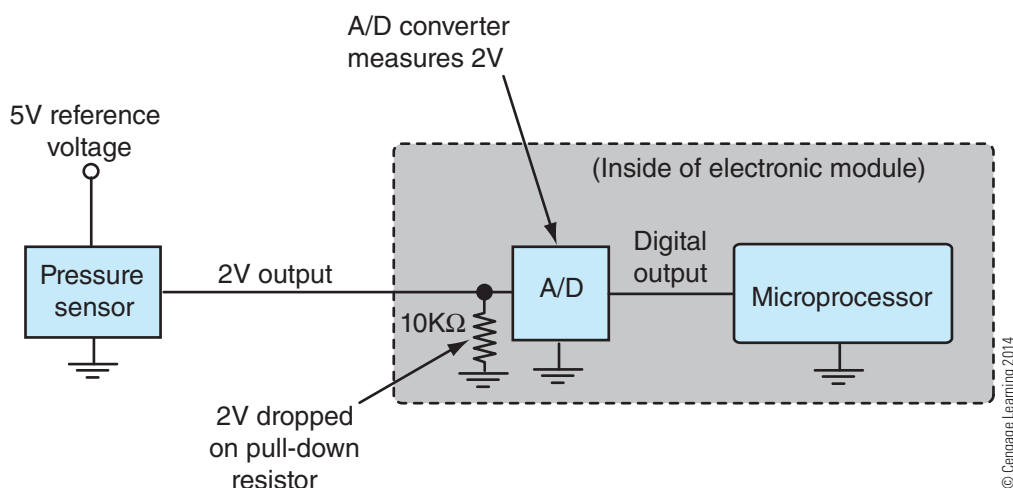 A/D converter
measures 2V
5V reference
voltage
(Inside of electronic module)
Pressure
sensor
2V output
10KΩ
A/D
Digital
output
Microprocessor
2V dropped
on pull-down
resistor
© Cengage Learning 2014